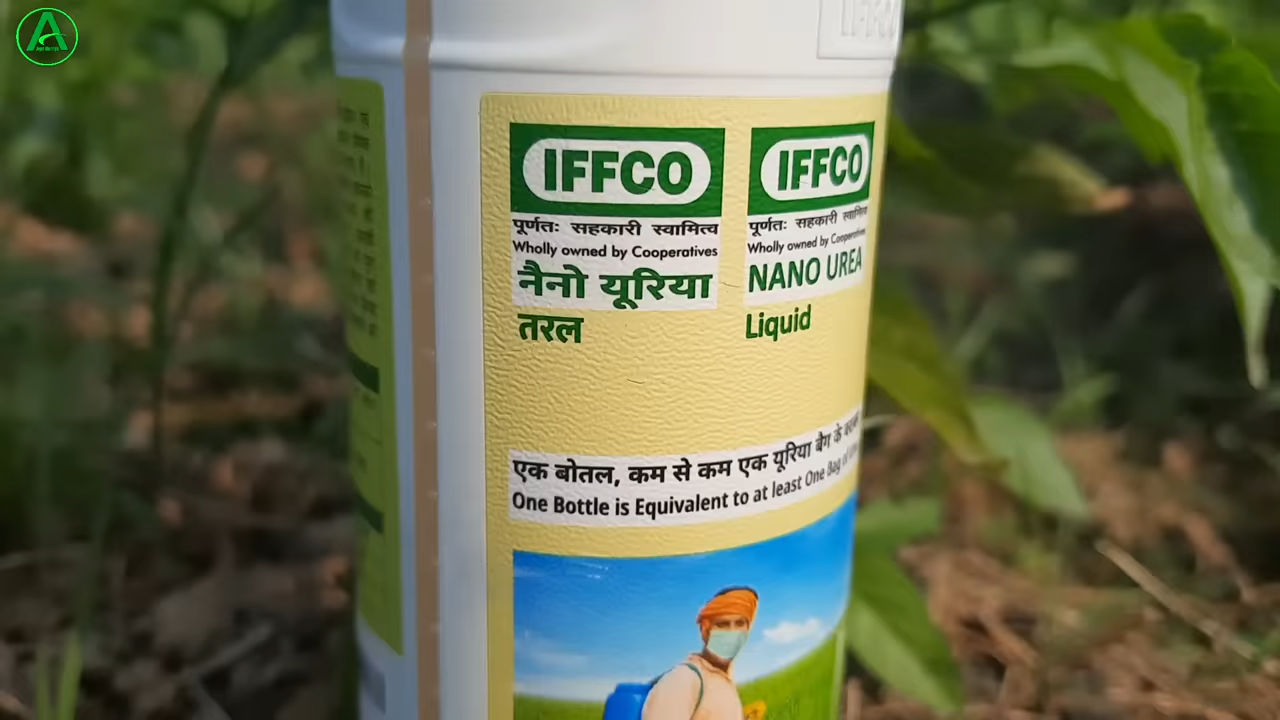 IFFCO
पूर्णतः सहकारी स्वामित्व
Wholly owned by Cooperatives
नैनो यूरिया
तरल
IFFCO
पूर्णतः सहकारी स्वामित्व
Wholly owned by Cooperatives
NANO UREA
Liquid
एक बोतल, कम से कम एक यूरिया बैग के
One Bottle is Equivalent to at least One Bag of